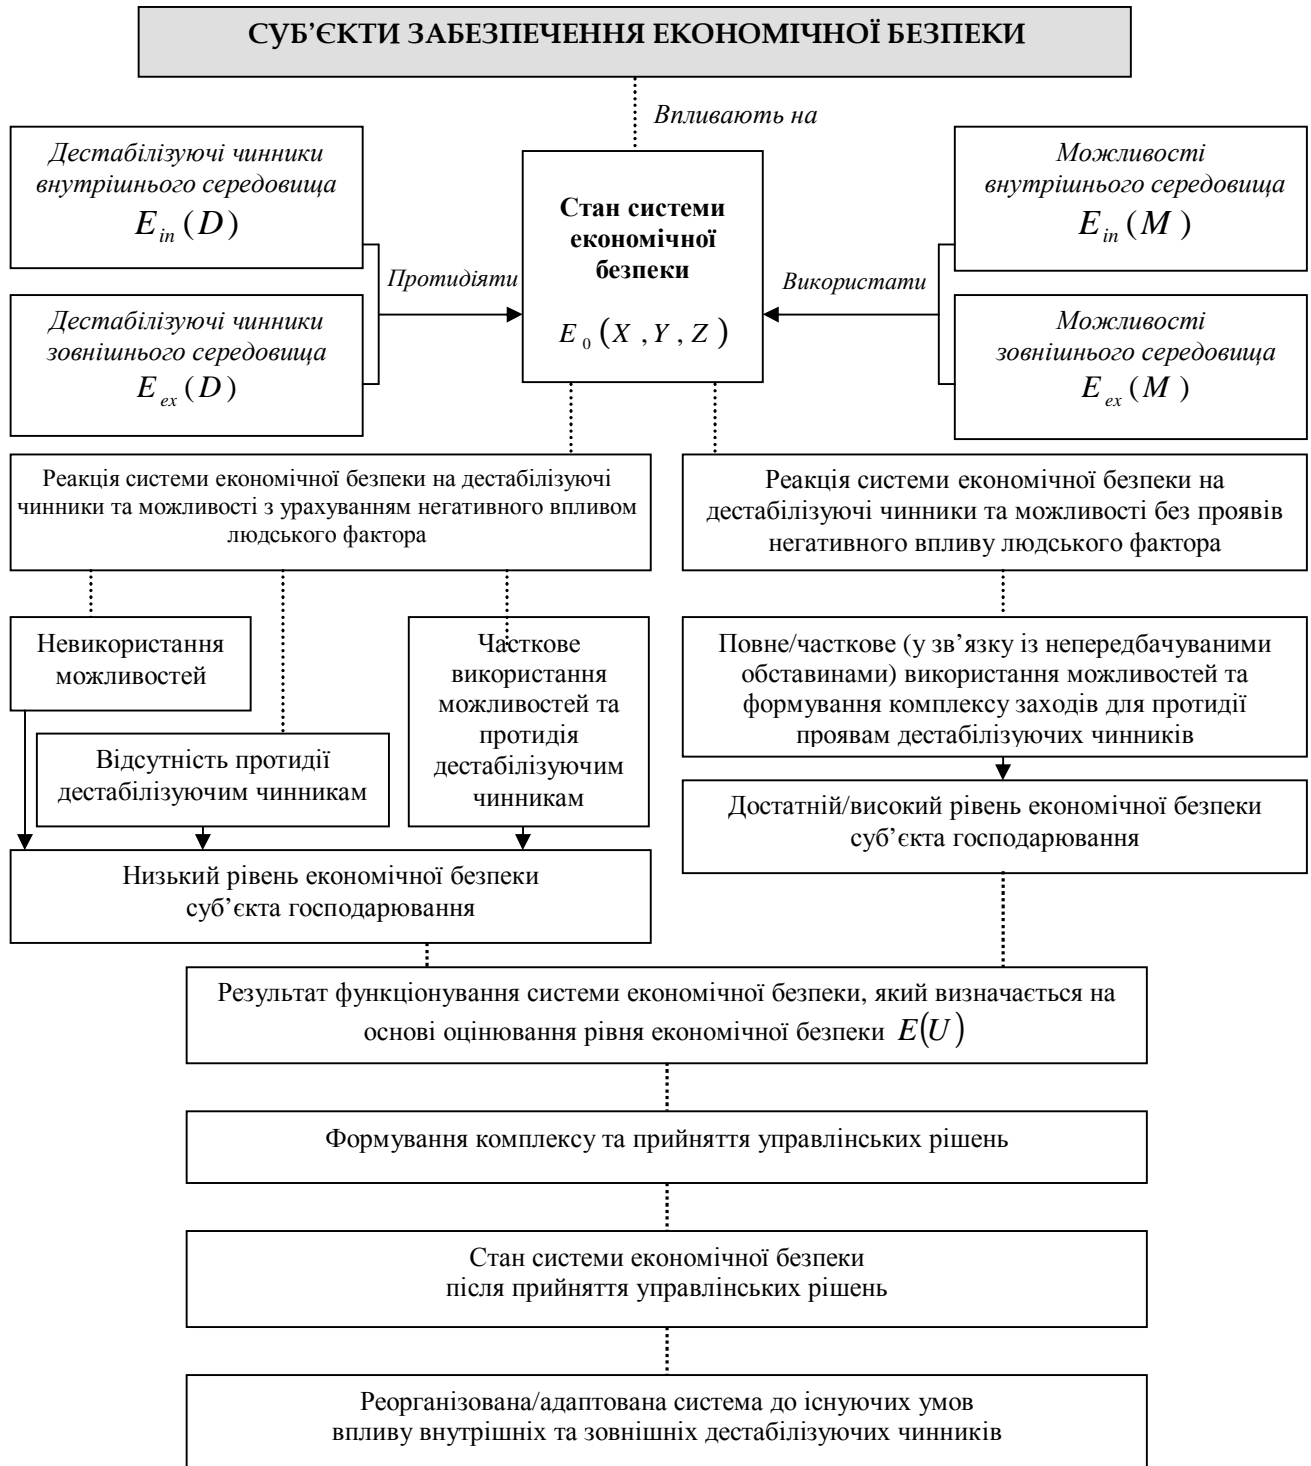 СУБ’ЄКТИ ЗАБЕЗПЕЧЕННЯ ЕКОНОМІЧНОЇ БЕЗПЕКИ
Впливають на
Дестабілізуючі чинники
внутрішнього середовища
E in (D)
Дестабілізуючі чинники
зовнішнього середовища
E ex (D)
Протидіяти
Стан системи
економічної
безпеки
E 0 (X , Y , Z )
Використати
Можливості
внутрішнього середовища
E in (M )
Можливості
зовнішнього середовища
E ex (M )
Реакція системи економічної безпеки на дестабілізуючі
чинники та можливості з урахуванням негативного впливом
людського фактора
Реакція системи економічної безпеки на
дестабілізуючі чинники та можливості без проявів
негативного впливу людського фактора
Невикористання
можливостей
Відсутність протидії
дестабілізуючим чинникам
Часткове
використання
можливостей та
протидія
дестабілізуючим
чинникам
Повне/часткове (у зв’язку із непередбачуваними
обставинами) використання можливостей та
формування комплексу заходів для протидії
проявам дестабілізуючих чинників
Достатній/високий рівень економічної безпеки
суб’єкта господарювання
Низький рівень економічної безпеки
суб’єкта господарювання
Результат функціонування системи економічної безпеки, який визначається на
основі оцінювання рівня економічної безпеки E(U)
Формування комплексу та прийняття управлінських рішень
Стан системи економічної безпеки
після прийняття управлінських рішень
Реорганізована/адаптована система до існуючих умов
впливу внутрішніх та зовнішніх дестабілізуючих чинників